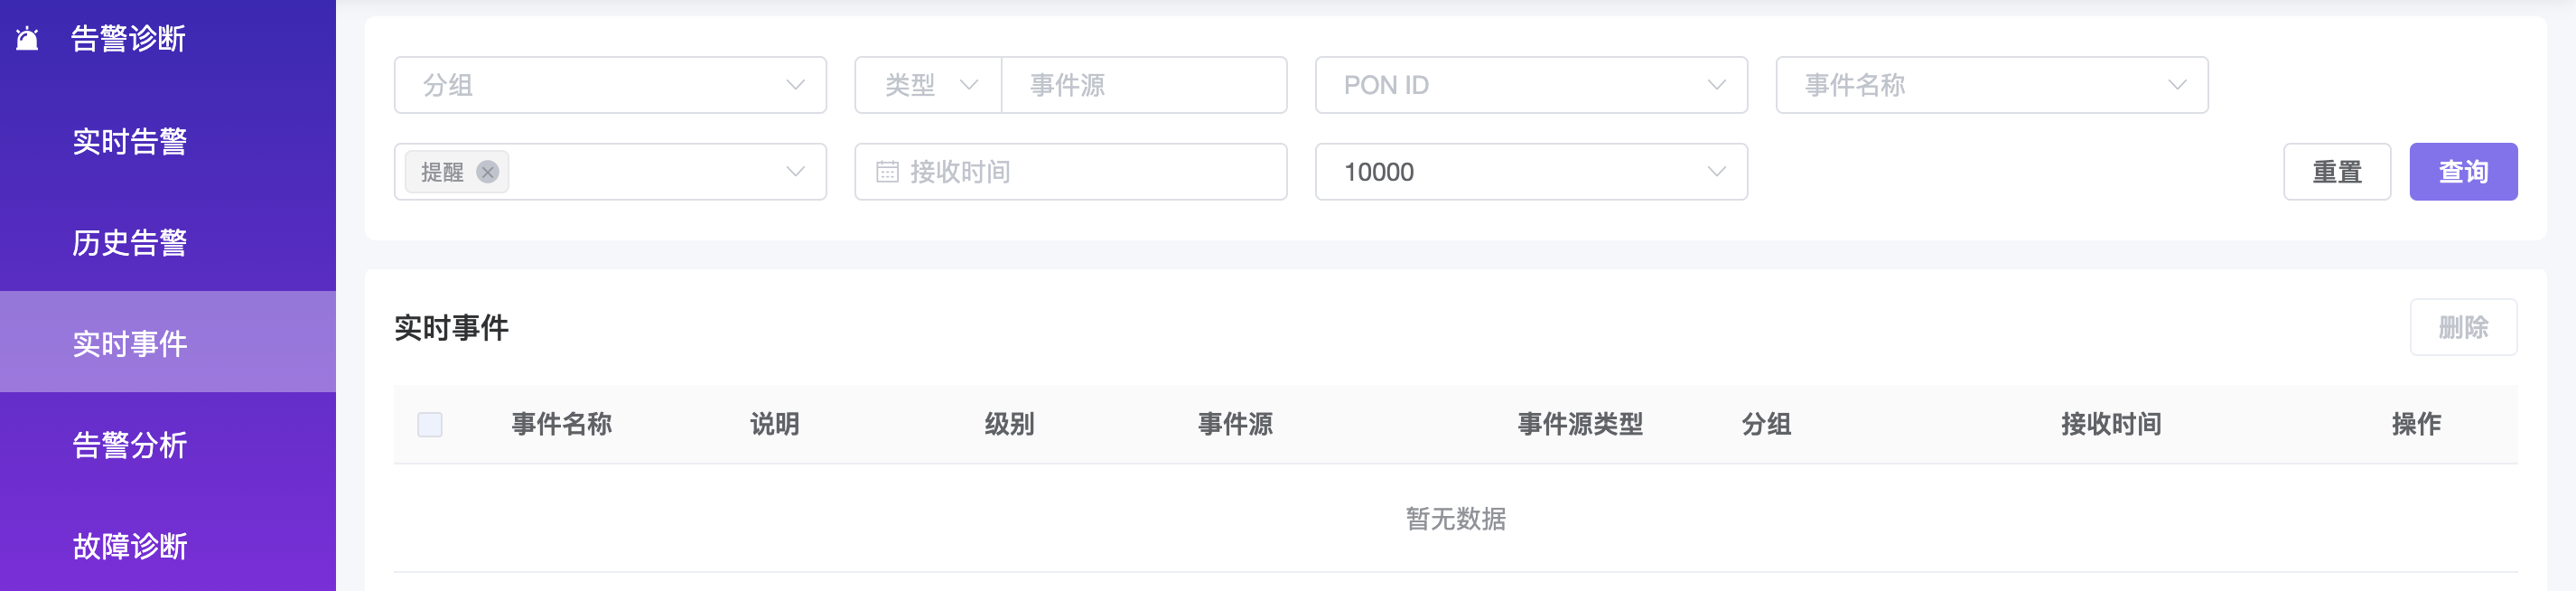 告警诊断
实时告警
历史告警
实时事件
告警分析
故障诊断
分组 类型 事件源 PON ID 事件名称
提醒 接收时间 10000 重置 查询
实时事件 删除
事件名称 说明 级别 事件源 事件源类型 分组 接收时间 操作
暂无数据